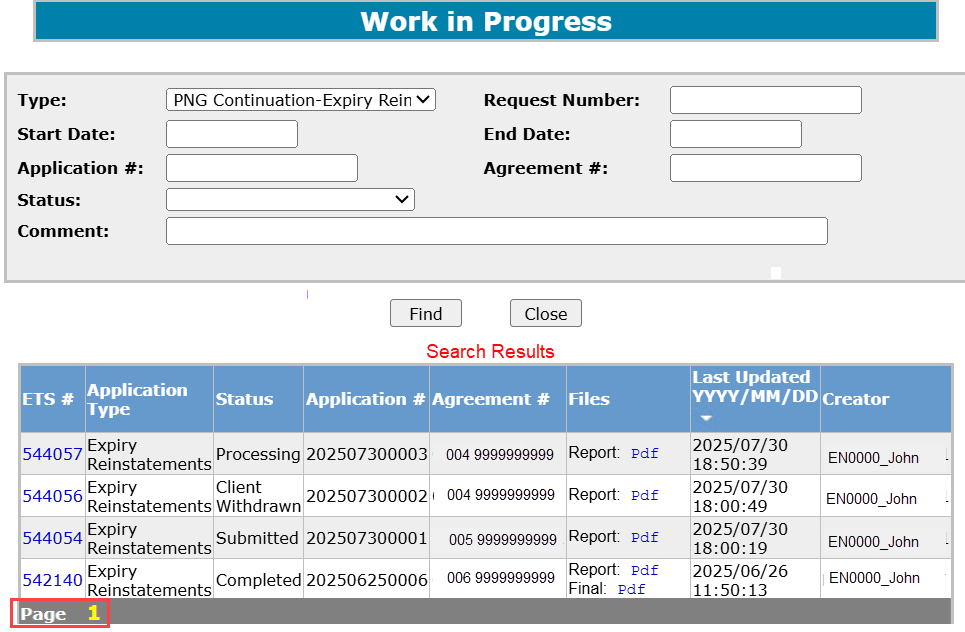 Work in Progress
Type: PNG Continuation-Expiry Rein Request Number:
Start Date: End Date:
Application #: Agreement #:
Status:
Comment:
Find Close
Search Results
ETS # Application Type Status Application # Agreement # Files Last Updated YYYY/MM/DD Creator
544057 Expiry Reinstatements Processing 202507300003 004 9999999999 Report: Pdf 2025/07/30 18:50:39 EN0000_John
544056 Expiry Reinstatements Client Withdrawn 202507300002 004 9999999999 Report: Pdf 2025/07/30 18:00:49 EN0000_John
544054 Expiry Reinstatements Submitted 202507300001 005 9999999999 Report: Pdf 2025/07/30 18:00:19 EN0000_John
542140 Expiry Reinstatements Completed 202506250006 006 9999999999 Report: Pdf Final: Pdf 2025/06/26 11:50:13 EN0000_John
Page 1